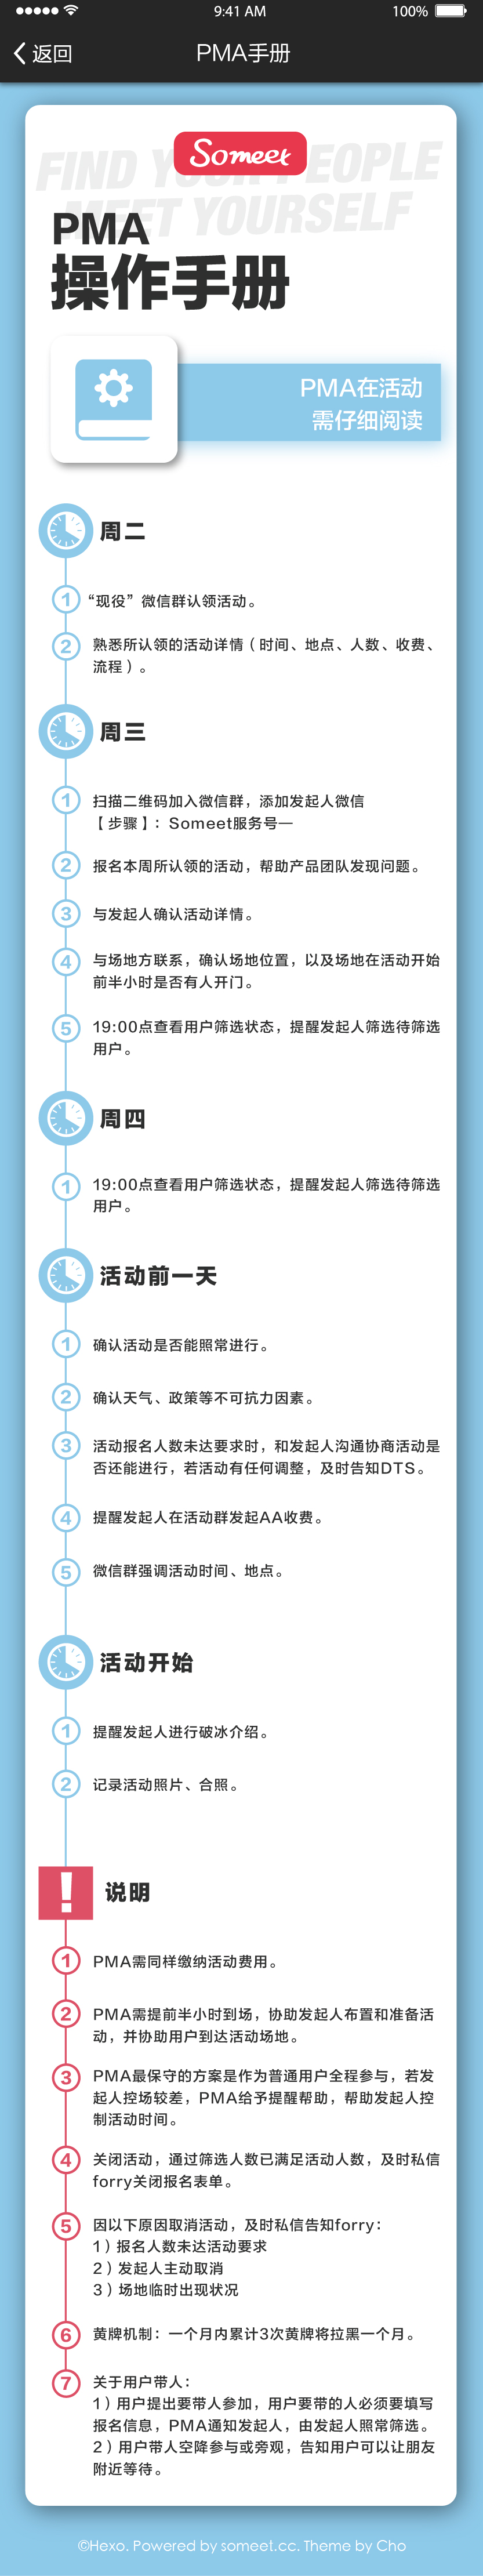 9:41 AM
100%
返回
PMA手册
Someet
FIND YOUR PEOPLE
MEET YOURSELF
PMA
操作手册
PMA在活动
需仔细阅读
周二
1 “现役”微信群认领活动。
2 熟悉所认领的活动详情（时间、地点、人数、收费、
流程）。
周三
1 扫描二维码加入微信群，添加发起人微信
【步骤】：Someet服务号—
2 报名本周所认领的活动，帮助产品团队发现问题。
3 与发起人确认活动详情。
4 与场地方联系，确认场地位置，以及场地在活动开始
前半小时是否有人开门。
5 19:00点查看用户筛选状态，提醒发起人筛选待筛选
用户。
周四
1 19:00点查看用户筛选状态，提醒发起人筛选待筛选
用户。
活动前一天
1 确认活动是否能照常进行。
2 确认天气、政策等不可抗力因素。
3 活动报名人数未达要求时，和发起人沟通协商活动是
否还能进行，若活动有任何调整，及时告知DTS。
4 提醒发起人在活动群发起AA收费。
5 微信群强调活动时间、地点。
活动开始
1 提醒发起人进行破冰介绍。
2 记录活动照片、合照。
! 说明
1 PMA需同样缴纳活动费用。
2 PMA需提前半小时到场，协助发起人布置和准备活
动，并协助用户到达活动场地。
3 PMA最保守的方案是作为普通用户全程参与，若发
起人控场较差，PMA给予提醒帮助，帮助发起人控
制活动时间。
4 关闭活动，通过筛选人数已满足活动人数，及时私信
forry关闭报名表单。
5 因以下原因取消活动，及时私信告知forry：
1）报名人数未达活动要求
2）发起人主动取消
3）场地临时出现状况
6 黄牌机制：一个月内累计3次黄牌将拉黑一个月。
7 关于用户带人：
1）用户提出要带人参加，用户要带的人必须要填写
报名信息，PMA通知发起人，由发起人照常筛选。
2）用户带人空降参与或旁观，告知用户可以让朋友
附近等待。
©Hexo. Powered by someet.cc. Theme by Cho